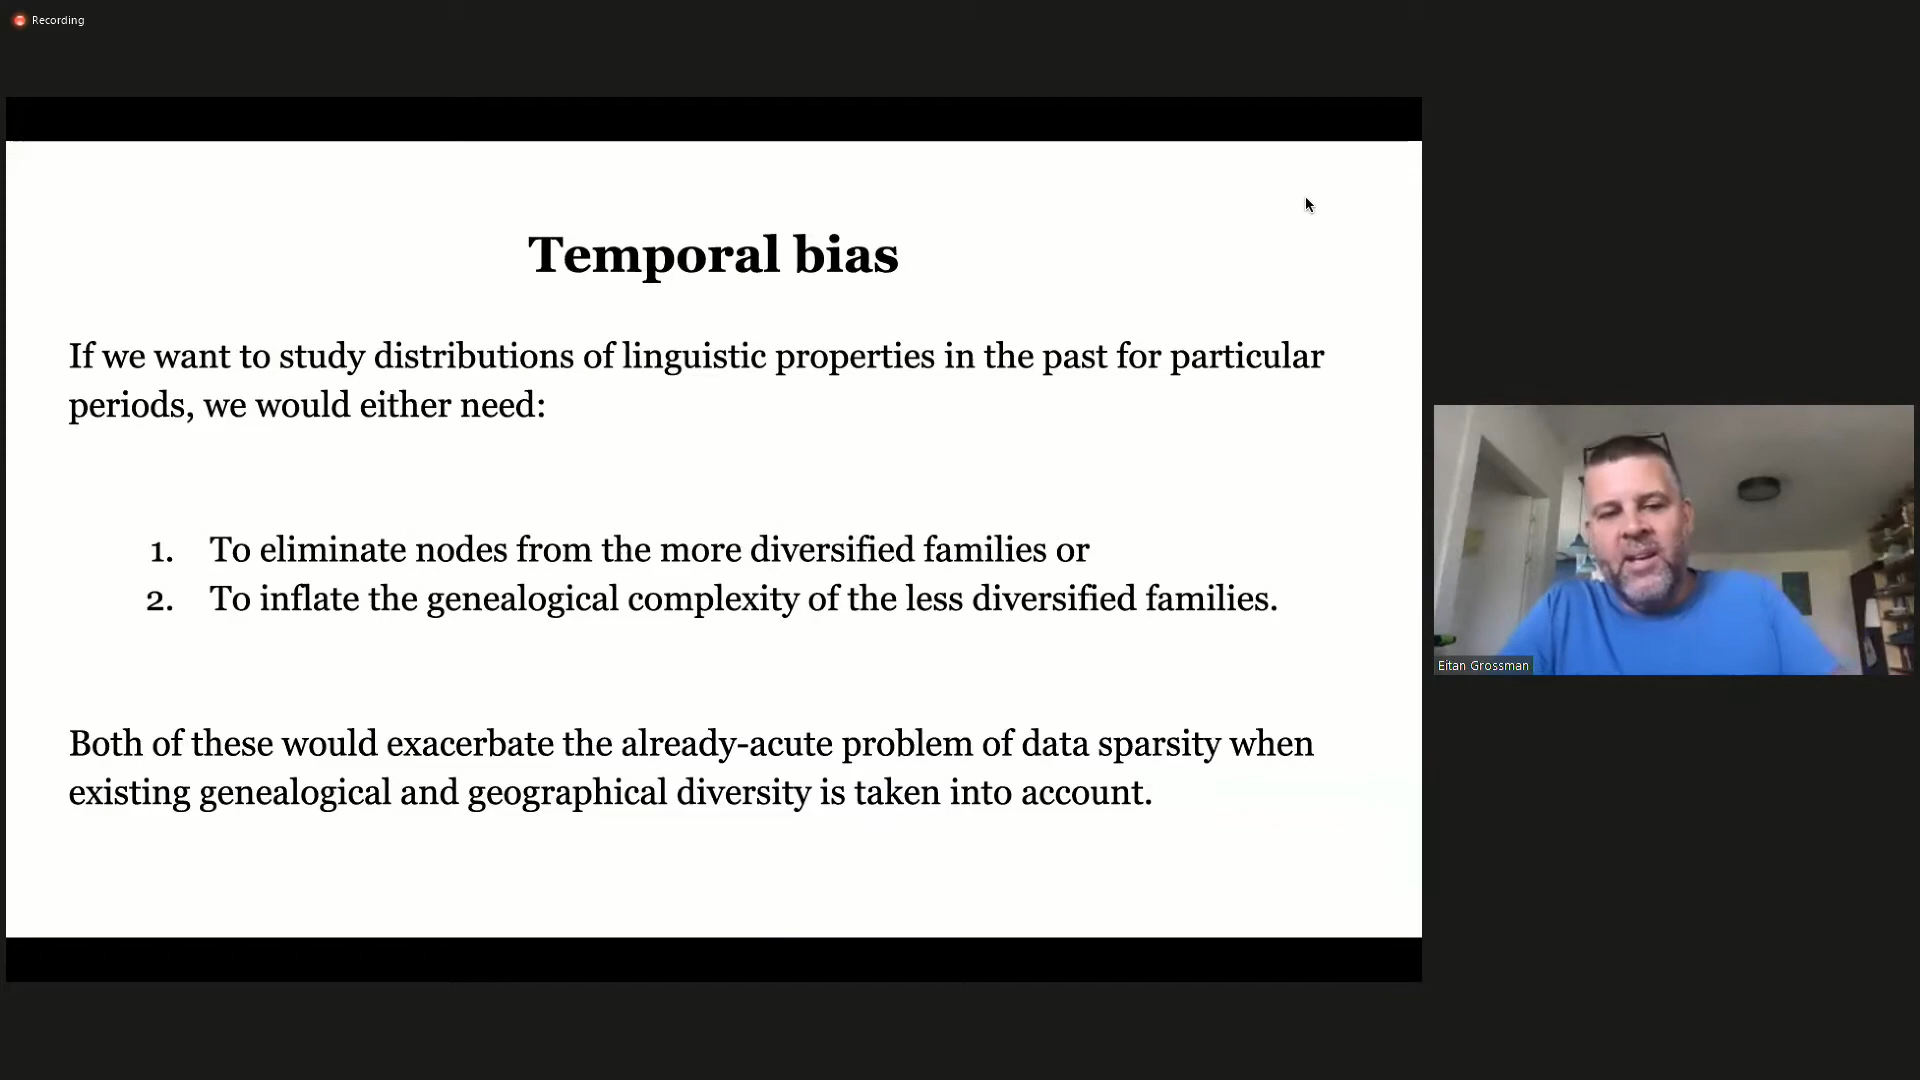 Recording
Temporal bias
If we want to study distributions of linguistic properties in the past for particular
periods, we would either need:
1. To eliminate nodes from the more diversified families or
2. To inflate the genealogical complexity of the less diversified families.
Both of these would exacerbate the already-acute problem of data sparsity when
existing genealogical and geographical diversity is taken into account.
Eitan Grossman